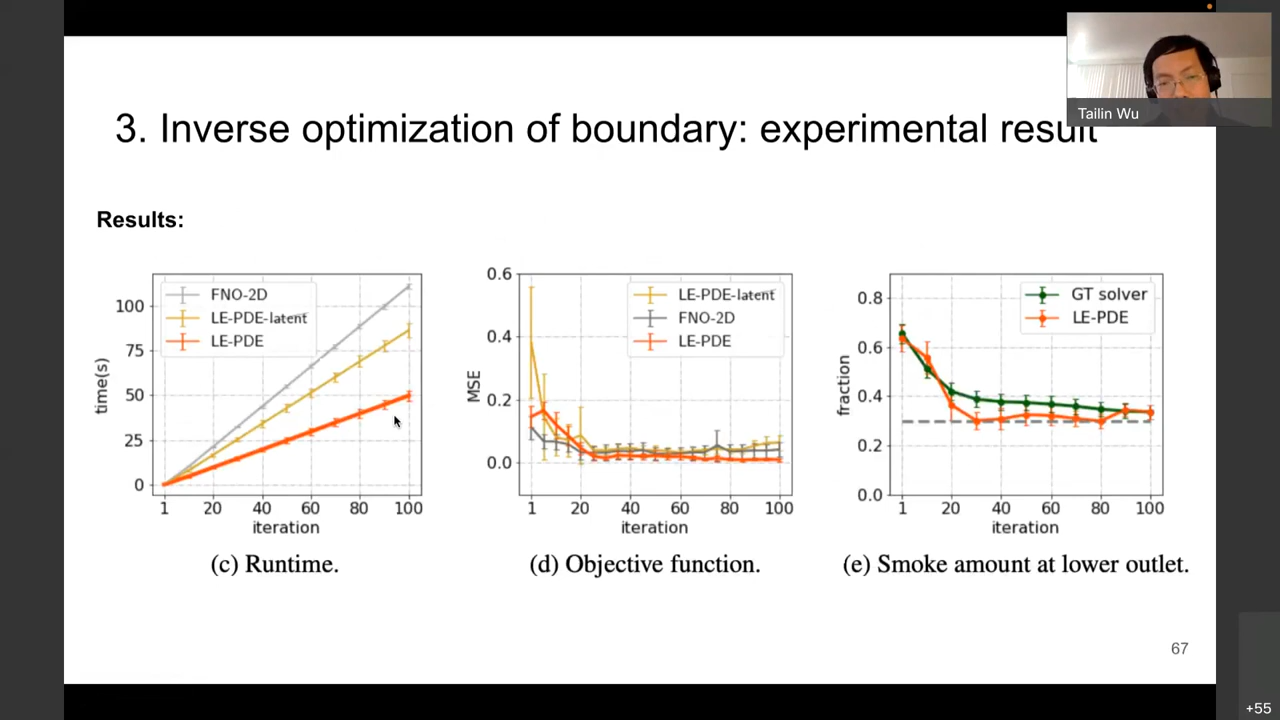 Tailin Wu
3. Inverse optimization of boundary: experimental result
Results:
FNO-2D
LE-PDE-latent
LE-PDE
100
75
50
25
0
time(s)
1 20 40 60 80 100
iteration
(c) Runtime.
LE-PDE-latent
FNO-2D
LE-PDE
0.6
0.4
0.2
0.0
MSE
1 20 40 60 80 100
iteration
(d) Objective function.
GT solver
LE-PDE
0.8
0.6
0.4
0.2
0.0
fraction
1 20 40 60 80 100
iteration
(e) Smoke amount at lower outlet.
67
+55